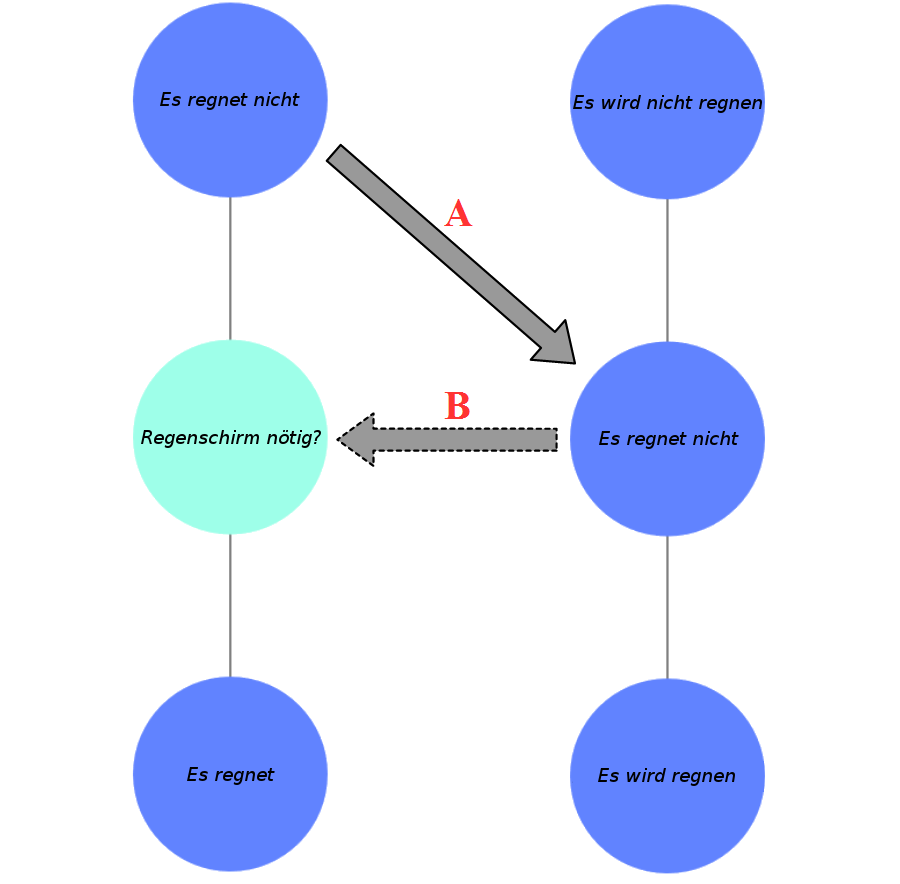 Es regnet nicht
Es wird nicht regnen
A
B
Regenschirm nötig?
Es regnet nicht
Es regnet
Es wird regnen